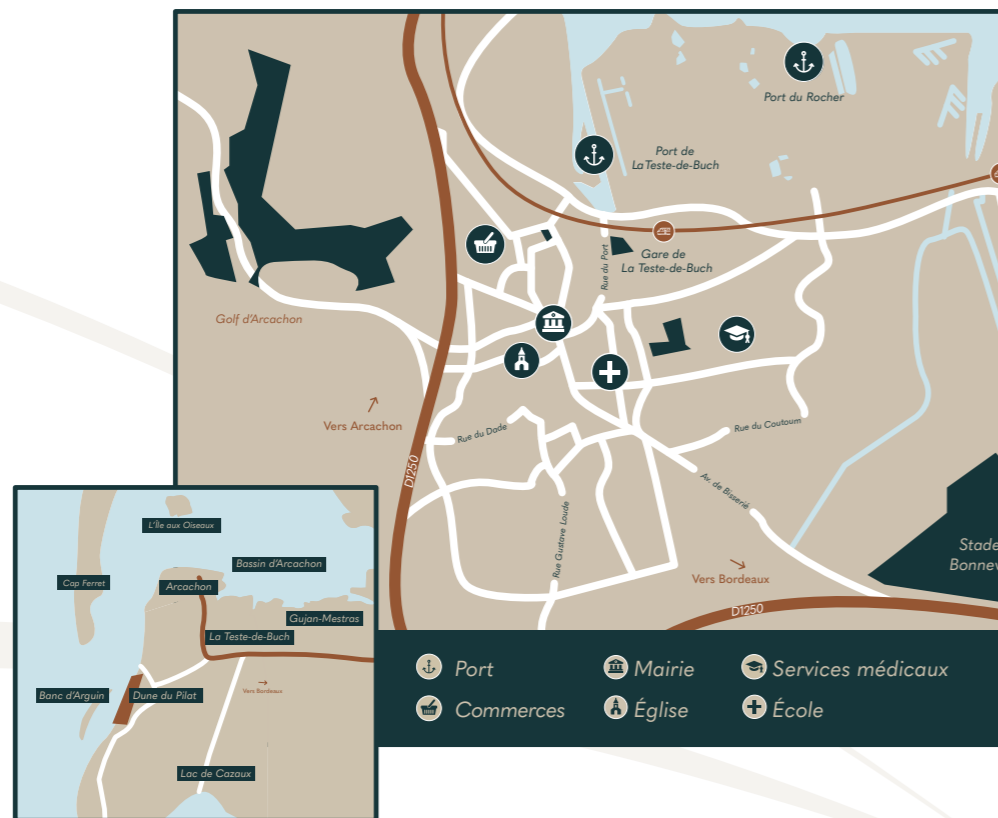 Port du Rocher
Port de
La Teste-de-Buch
Gare de
La Teste-de-Buch
Rue du Port
Golf d'Arcachon
Vers Arcachon
Rue du Dade
Rue du Coutoum
D1250
Av. de Bisserié
Rue Gustave Loude
Stade
Bonnev
Vers Bordeaux
D1250
L'Île aux Oiseaux
Bassin d'Arcachon
Cap Ferret
Arcachon
Gujan-Mestras
La Teste-de-Buch
Banc d'Arguin
Dune du Pilat
Vers Bordeaux
Lac de Cazaux
Port
Mairie
Services médicaux
Commerces
Église
École